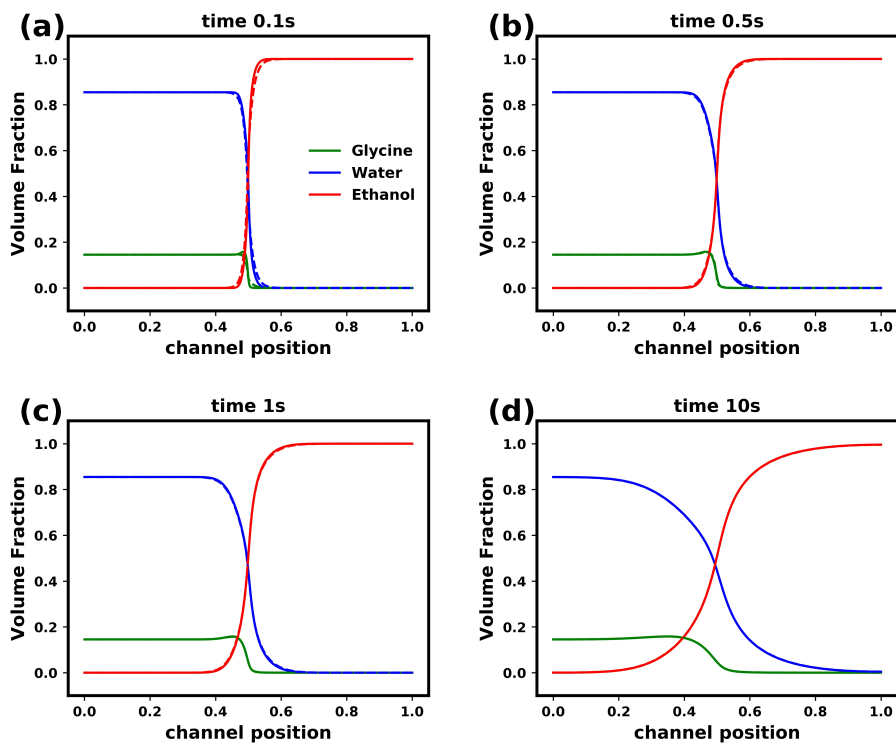 (a)
time 0.1s
Volume Fraction
1.0
0.8
0.6
0.4
0.2
0.0
Glycine
Water
Ethanol
0.0 0.2 0.4 0.6 0.8 1.0
channel position
(b)
time 0.5s
Volume Fraction
1.0
0.8
0.6
0.4
0.2
0.0
0.0 0.2 0.4 0.6 0.8 1.0
channel position
(c)
time 1s
Volume Fraction
1.0
0.8
0.6
0.4
0.2
0.0
0.0 0.2 0.4 0.6 0.8 1.0
channel position
(d)
time 10s
Volume Fraction
1.0
0.8
0.6
0.4
0.2
0.0
0.0 0.2 0.4 0.6 0.8 1.0
channel position